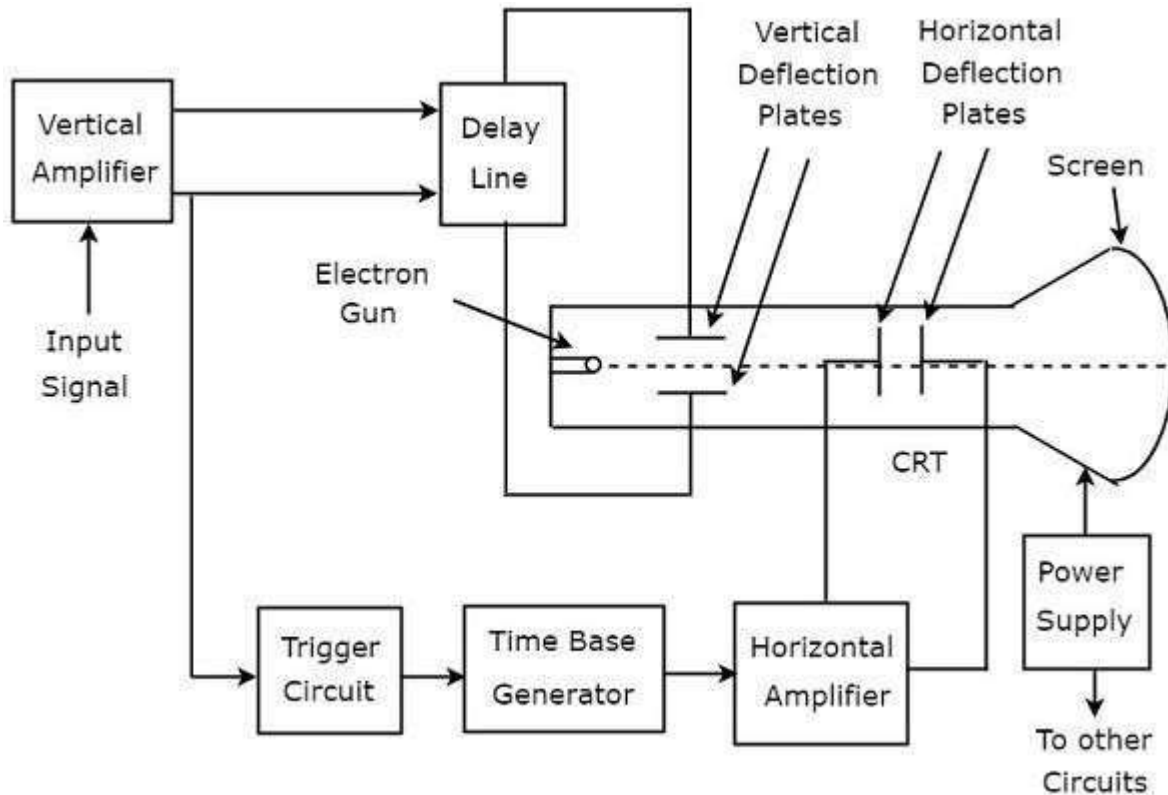 Vertical
Deflection
Plates
Horizontal
Deflection
Plates
Vertical
Amplifier
Delay
Line
Screen
Electron
Gun
Input
Signal
CRT
Power
Supply
Trigger
Circuit
Time Base
Generator
Horizontal
Amplifier
To other
Circuits